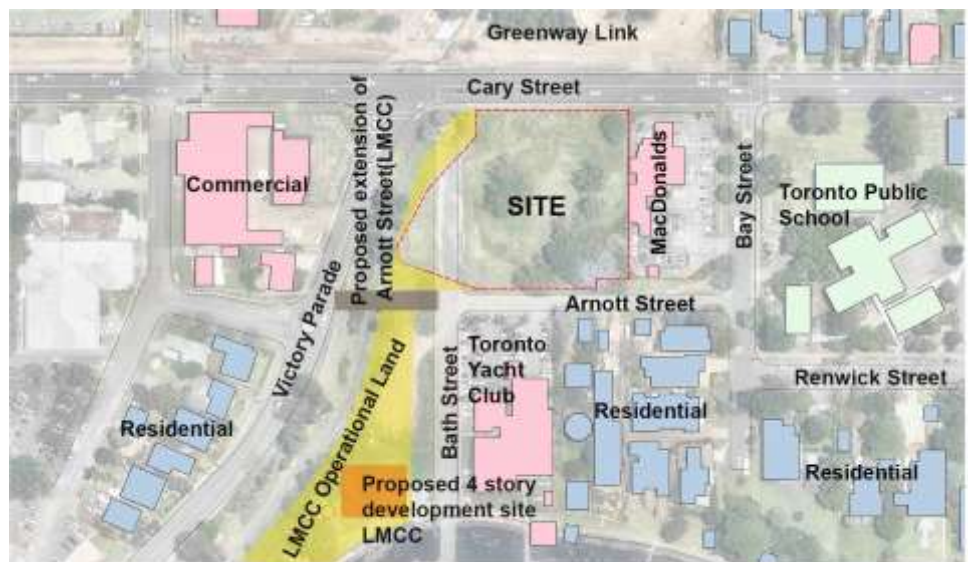 Greenway Link
Cary Street
Proposed extension of
Arnott Street(LMCC)
Commercial
SITE
MacDonalds
Bay Street
Toronto Public
School
Victory Parade
Arnott Street
Toronto
Yacht
Club
Bath Street
Renwick Street
Residential
Residential
Residential
LMCC Operational Land
Proposed 4 story
development site
LMCC